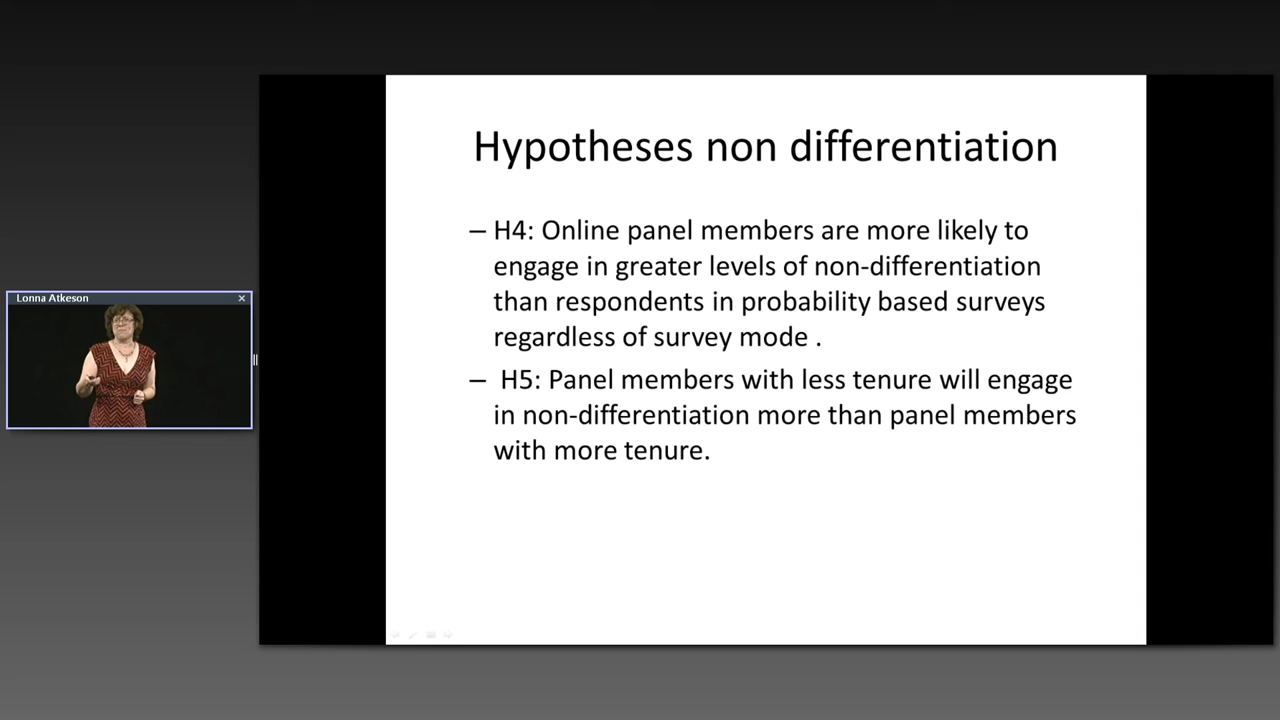 Hypotheses non differentiation
– H4: Online panel members are more likely to
engage in greater levels of non-differentiation
than respondents in probability based surveys
regardless of survey mode .
– H5: Panel members with less tenure will engage
in non-differentiation more than panel members
with more tenure.
Lonna Atkeson